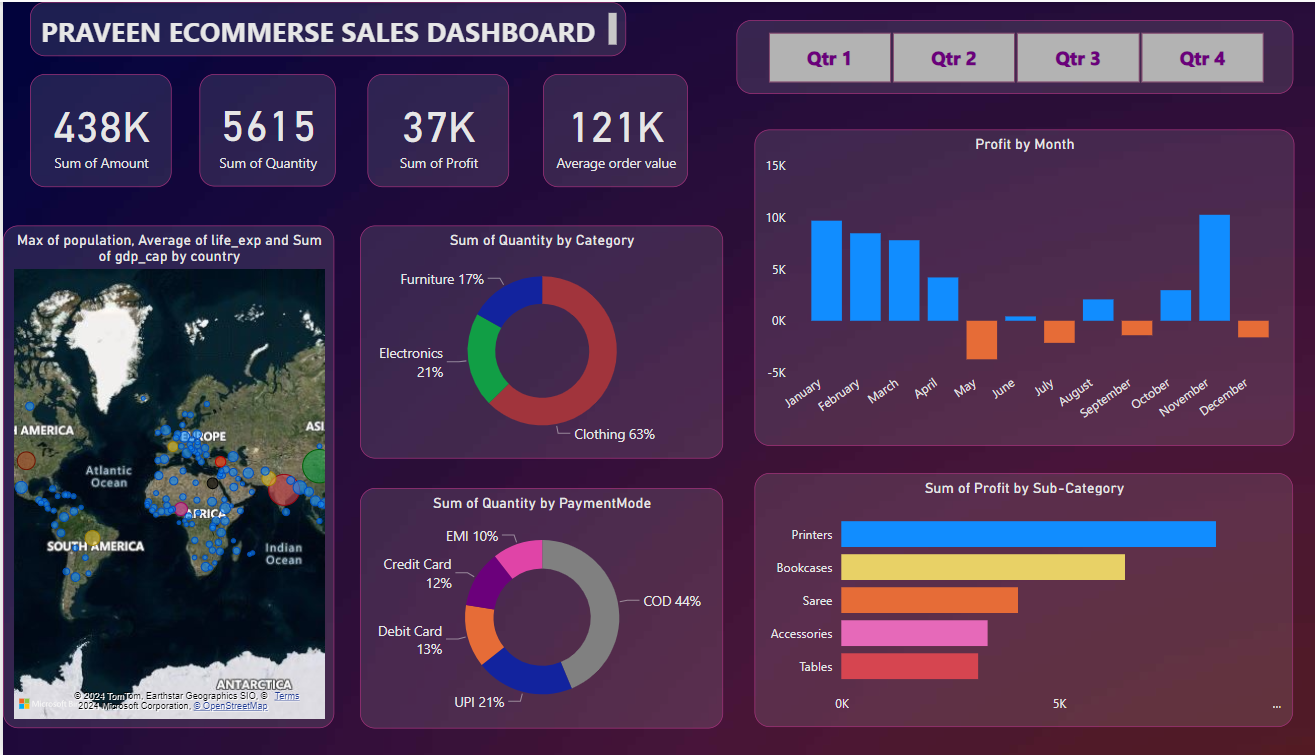 PRAVEEN ECOMMERSE SALES DASHBOARD
Qtr 1
Qtr 2
Qtr 3
Qtr 4
438K
Sum of Amount
5615
Sum of Quantity
37K
Sum of Profit
121K
Average order value
Max of population, Average of life_exp and Sum
of gdp_cap by country
AMERICA
EUROPE
ASI
Atlantic
Ocean
AFRICA
SOUTH AMERICA
Indian
Ocean
ANTARCTICA
© 2024 TomTom, Earthstar Geographics SIO, ©
2024 Microsoft Corporation, © OpenStreetMap
Terms
Sum of Quantity by Category
Furniture 17%
Electronics
21%
Clothing 63%
Sum of Quantity by PaymentMode
EMI 10%
Credit Card
12%
COD 44%
Debit Card
13%
UPI 21%
Profit by Month
15K
10K
5K
0K
-5K
January
February
March
April
May
June
July
August
September
October
November
December
Sum of Profit by Sub-Category
Printers
Bookcases
Saree
Accessories
Tables
0K
5K
...